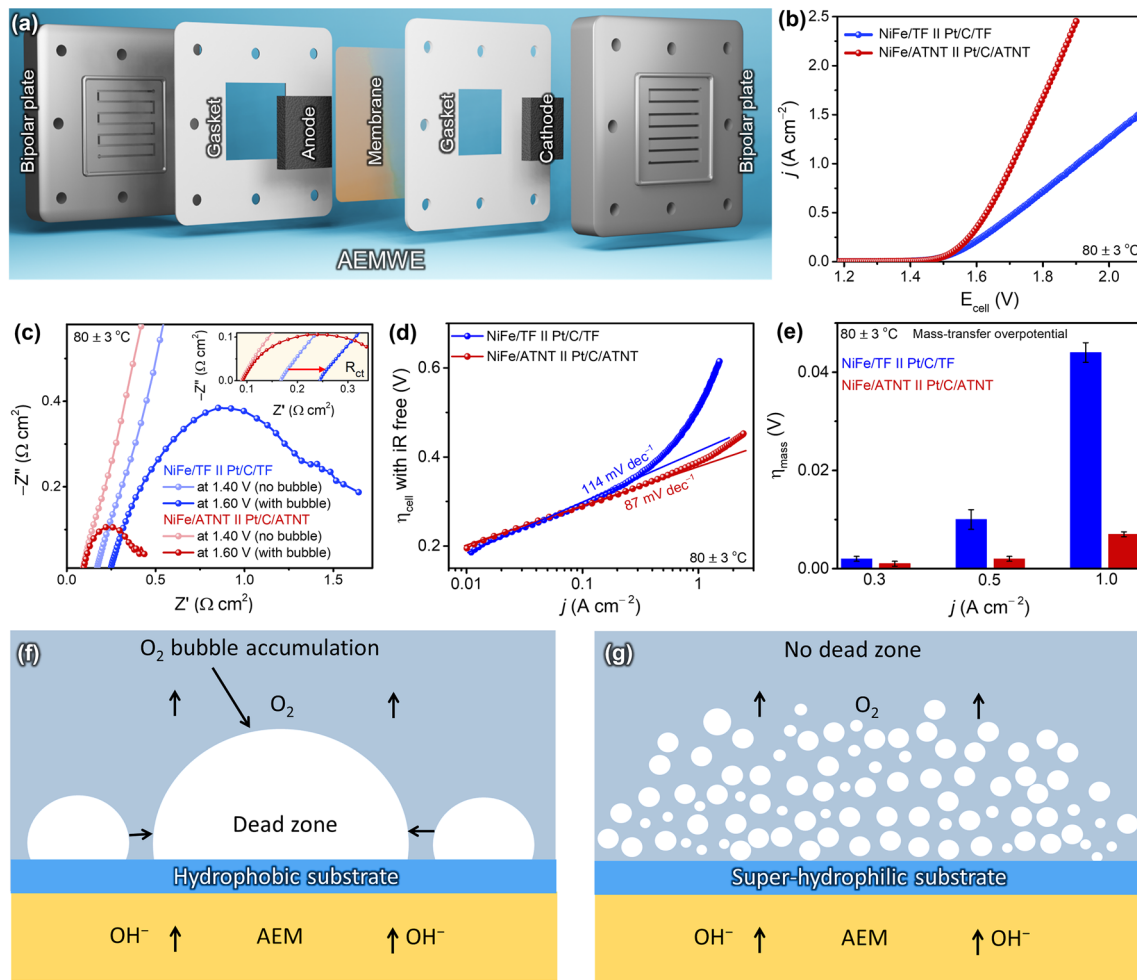 (a)
Bipolar plate
Gasket
Anode
Membrane
Gasket
Cathode
Bipolar plate
AEMWE
(b)
2.5
2.0
1.5
1.0
0.5
0.0
j (A cm⁻²)
NiFe/TF II Pt/C/TF
NiFe/ATNT II Pt/C/ATNT
80 ± 3 °C
1.2 1.4 1.6 1.8 2.0
E_cell (V)
(c)
80 ± 3 °C
0.4
0.2
0.0
−Z'' (Ω cm²)
0.1
0.0
−Z'' (Ω cm²)
R_ct
0.1 0.2 0.3
Z' (Ω cm²)
NiFe/TF II Pt/C/TF
at 1.40 V (no bubble)
at 1.60 V (with bubble)
NiFe/ATNT II Pt/C/ATNT
at 1.40 V (no bubble)
at 1.60 V (with bubble)
0.0 0.5 1.0 1.5
Z' (Ω cm²)
(d)
NiFe/TF II Pt/C/TF
NiFe/ATNT II Pt/C/ATNT
0.6
0.4
0.2
η_cell with iR free (V)
114 mV dec⁻¹
87 mV dec⁻¹
80 ± 3 °C
0.01 0.1 1
j (A cm⁻²)
(e)
80 ± 3 °C Mass-transfer overpotential
NiFe/TF II Pt/C/TF
NiFe/ATNT II Pt/C/ATNT
0.04
0.02
0.00
η_mass (V)
0.3 0.5 1.0
j (A cm⁻²)
(f)
O₂ bubble accumulation
O₂
Dead zone
Hydrophobic substrate
OH⁻ AEM OH⁻
(g)
No dead zone
O₂
Super-hydrophilic substrate
OH⁻ AEM OH⁻